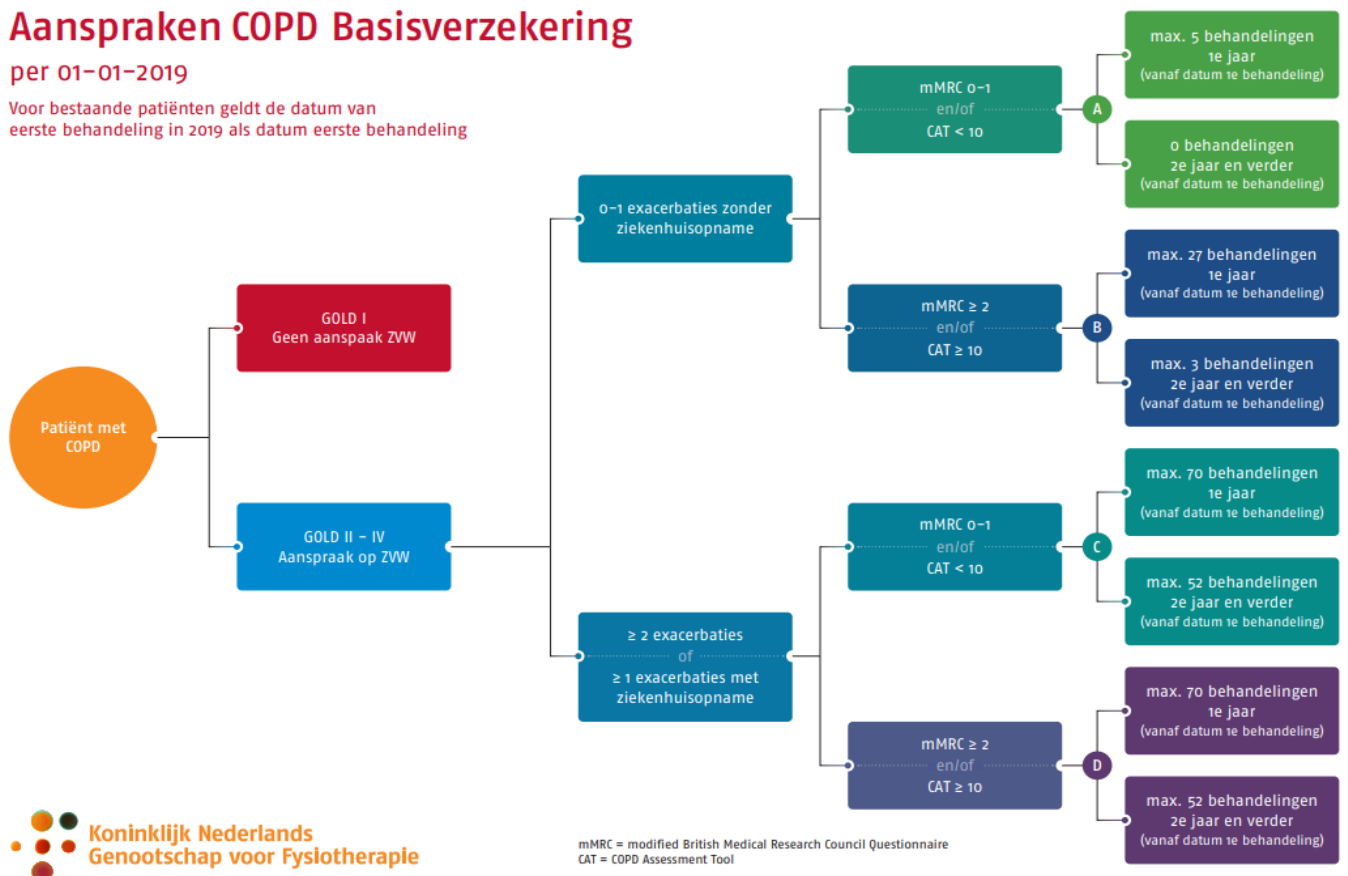 Aanspraken COPD Basisverzekering
per 01-01-2019
Voor bestaande patiënten geldt de datum van
eerste behandeling in 2019 als datum eerste behandeling
Patiënt met
COPD
GOLD I
Geen aanspaak ZVW
GOLD II - IV
Aanspraak op ZVW
0-1 exacerbaties zonder
ziekenhuisopname
≥ 2 exacerbaties
of
≥ 1 exacerbaties met
ziekenhuisopname
mMRC 0-1
en/of
CAT < 10
A
max. 5 behandelingen
1e jaar
(vanaf datum 1e behandeling)
0 behandelingen
2e jaar en verder
(vanaf datum 1e behandeling)
mMRC ≥ 2
en/of
CAT ≥ 10
B
max. 27 behandelingen
1e jaar
(vanaf datum 1e behandeling)
max. 3 behandelingen
2e jaar en verder
(vanaf datum 1e behandeling)
mMRC 0-1
en/of
CAT < 10
C
max. 70 behandelingen
1e jaar
(vanaf datum 1e behandeling)
max. 52 behandelingen
2e jaar en verder
(vanaf datum 1e behandeling)
mMRC ≥ 2
en/of
CAT ≥ 10
D
max. 70 behandelingen
1e jaar
(vanaf datum 1e behandeling)
max. 52 behandelingen
2e jaar en verder
(vanaf datum 1e behandeling)
Koninklijk Nederlands
Genootschap voor Fysiotherapie
mMRC = modified British Medical Research Council Questionnaire
CAT = COPD Assessment Tool